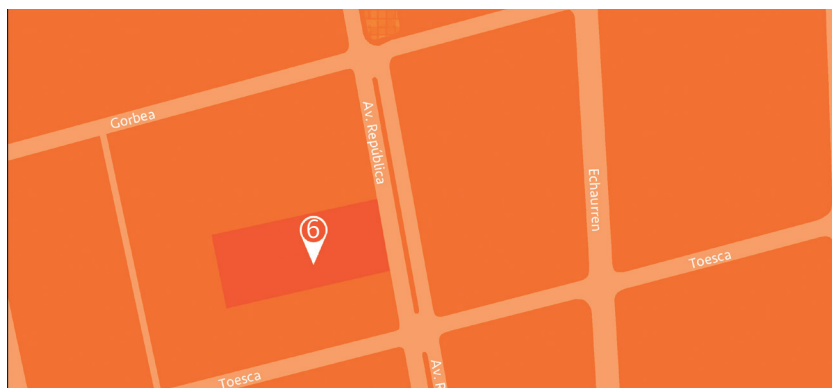 Gorbea
Av. República
Echaurren
6
Toesca
Toesca
Av. R